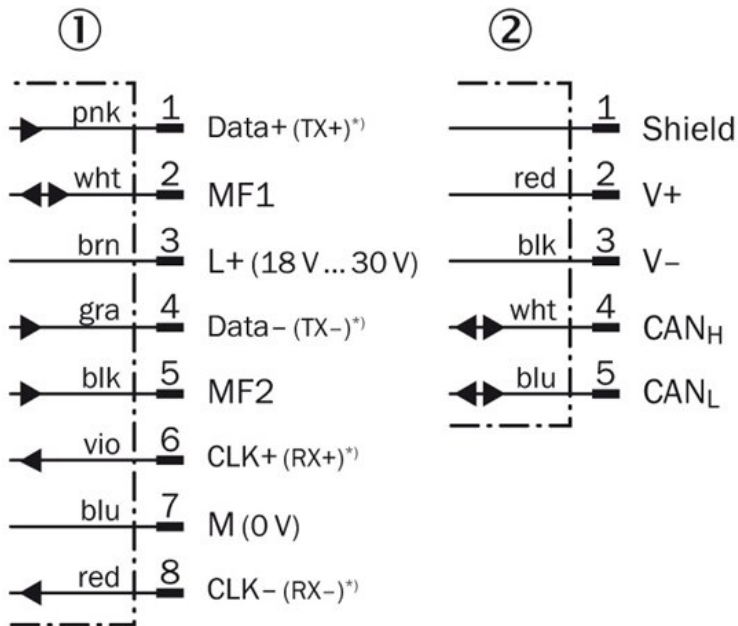 ① ②
pnk 1 Data+ (TX+)*)
wht 2 MF1
brn 3 L+ (18 V... 30 V)
gra 4 Data– (TX–)*)
blk 5 MF2
vio 6 CLK+ (RX+)*)
blu 7 M (0 V)
red 8 CLK– (RX–)*)
1 Shield
red 2 V+
blk 3 V–
wht 4 CANH
blu 5 CANL